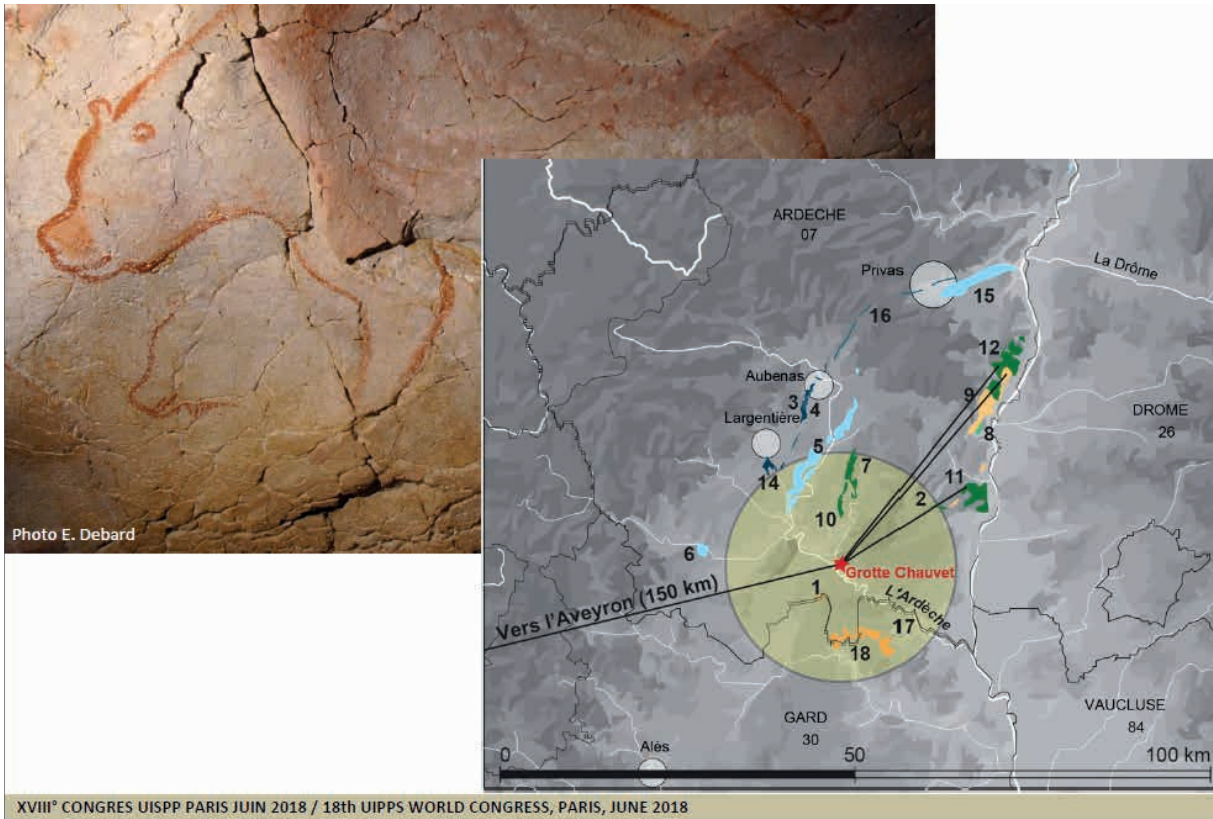 Photo E. Debard
ARDECHE
07
Privas
La Drôme
15
16
12
Aubenas
3
4
9
Largentière
DROME
26
8
5
7
14
11
2
10
6
Grotte Chauvet
Vers l'Aveyron (150 km)
1
L'Ardèche
17
18
VAUCLUSE
84
GARD
30
Alès
0
50
100 km
XVIII° CONGRES UISPP PARIS JUIN 2018 / 18th UIPPS WORLD CONGRESS, PARIS, JUNE 2018